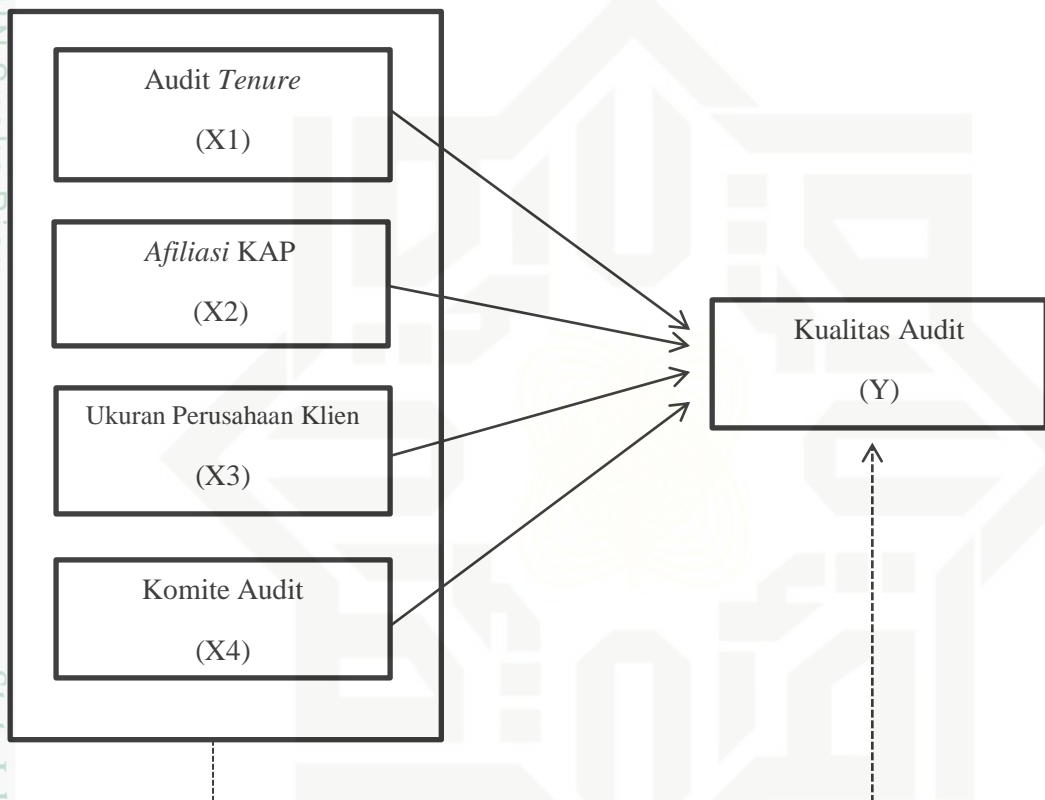 Audit Tenure
(X1)
Afiliasi KAP
(X2)
Ukuran Perusahaan Klien
(X3)
Komite Audit
(X4)
Kualitas Audit
(Y)